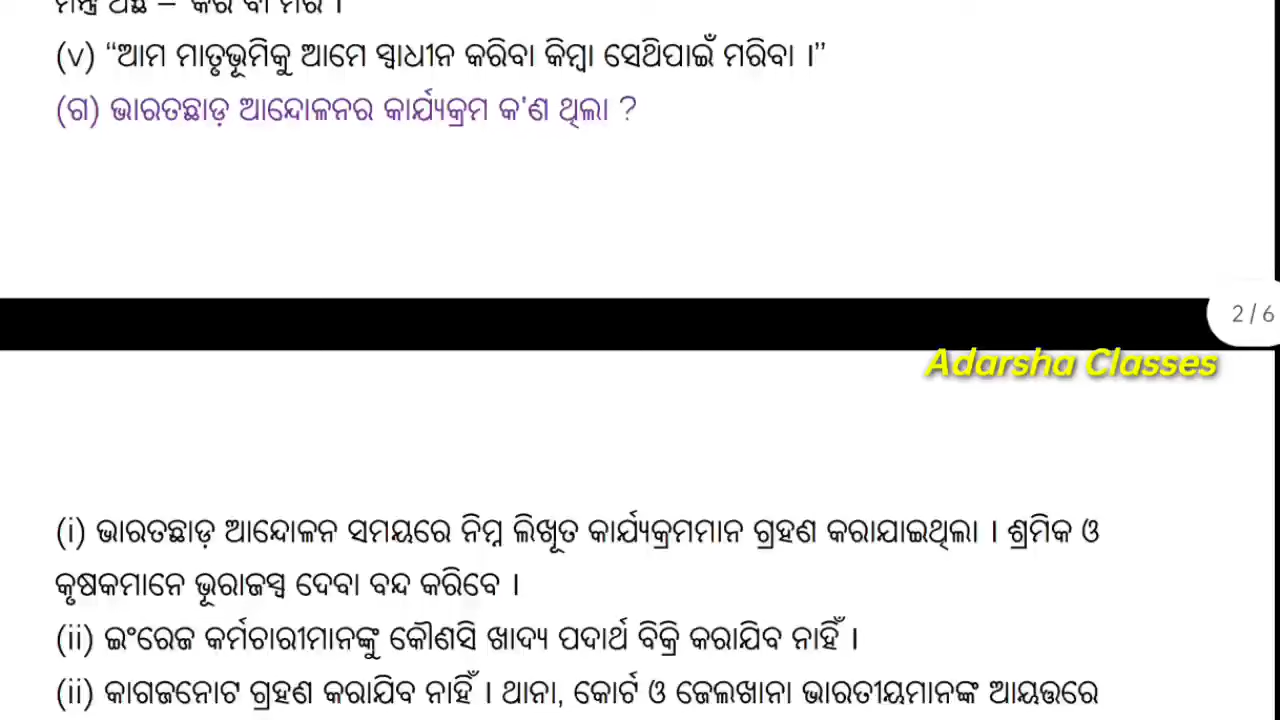 (v) “ଆମ ମାତୃଭୂମିକୁ ଆମେ ସ୍ଵାଧୀନ କରିବା କିମ୍ବା ସେଥିପାଇଁ ମରିବା ।”
(ଗ) ଭାରତଛାଡ଼ ଆନ୍ଦୋଳନର କାର୍ଯ୍ୟକ୍ରମ କ'ଣ ଥିଲା ?
2 / 6
Adarsha Classes
(i) ଭାରତଛାଡ଼ ଆନ୍ଦୋଳନ ସମୟରେ ନିମ୍ନ ଲିଖିତ କାର୍ଯ୍ୟକ୍ରମମାନ ଗ୍ରହଣ କରାଯାଇଥିଲା । ଶ୍ରମିକ ଓ
କୃଷକମାନେ ଭୂରାଜସ୍ଵ ଦେବା ବନ୍ଦ କରିବେ ।
(ii) ଇଂରେଜ କର୍ମଚାରୀମାନଙ୍କୁ କୌଣସି ଖାଦ୍ୟ ପଦାର୍ଥ ବିକ୍ରି କରାଯିବ ନାହିଁ ।
(ii) କାଗଜନୋଟ ଗ୍ରହଣ କରାଯିବ ନାହିଁ । ଥାନା, କୋର୍ଟ ଓ ଜେଲଖାନା ଭାରତୀୟମାନଙ୍କ ଆୟତ୍ତରେ